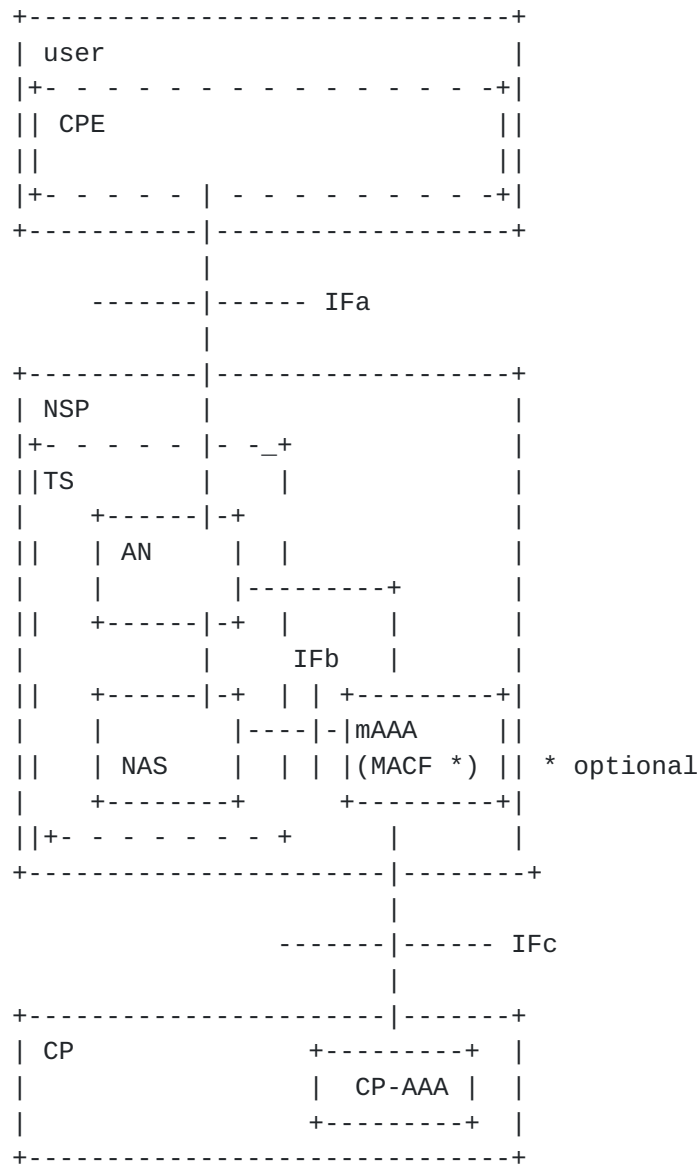 user
CPE
IFa
NSP
TS
AN
IFb
mAAA
NAS (MACF *) * optional
IFc
CP
CP-AAA